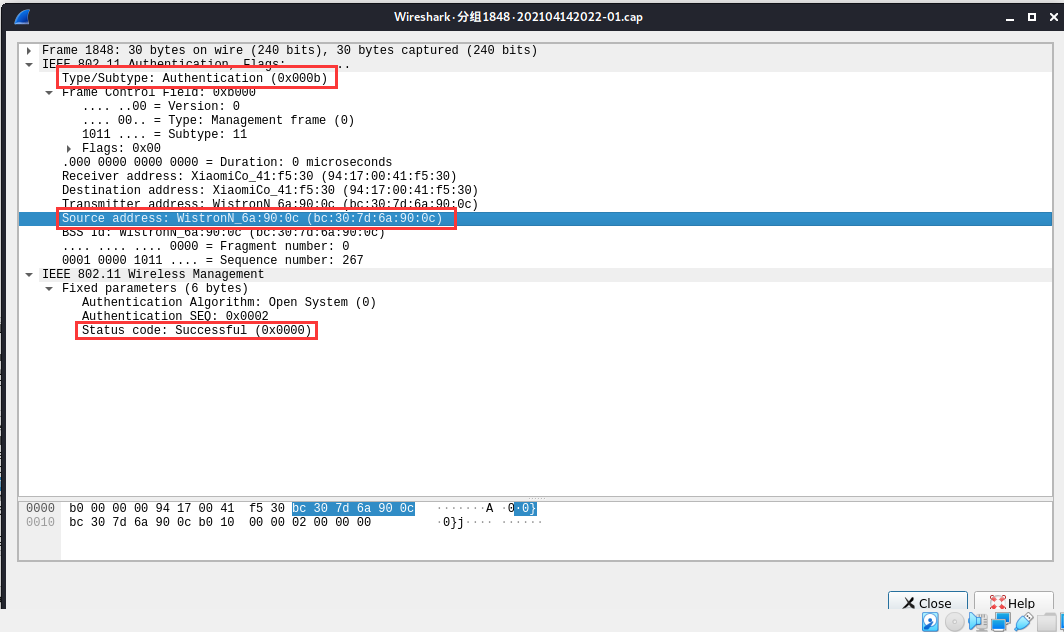 Wireshark · 分组1848 · 202104142022-01.cap
Frame 1848: 30 bytes on wire (240 bits), 30 bytes captured (240 bits)
IEEE 802.11 Authentication, Flags: ..
Type/Subtype: Authentication (0x000b)
Frame Control Field: 0xb000
.... ..00 = Version: 0
.... 00.. = Type: Management frame (0)
1011 .... = Subtype: 11
Flags: 0x00
.000 0000 0000 0000 = Duration: 0 microseconds
Receiver address: XiaomiCo_41:f5:30 (94:17:00:41:f5:30)
Destination address: XiaomiCo_41:f5:30 (94:17:00:41:f5:30)
Transmitter address: WistronN_6a:90:0c (bc:30:7d:6a:90:0c)
Source address: WistronN_6a:90:0c (bc:30:7d:6a:90:0c)
BSS Id: WistronN_6a:90:0c (bc:30:7d:6a:90:0c)
.... .... .... 0000 = Fragment number: 0
0001 0000 1011 .... = Sequence number: 267
IEEE 802.11 Wireless Management
Fixed parameters (6 bytes)
Authentication Algorithm: Open System (0)
Authentication SEQ: 0x0002
Status code: Successful (0x0000)
0000 b0 00 00 00 94 17 00 41 f5 30 bc 30 7d 6a 90 0c ·······A ·0·0}
0010 bc 30 7d 6a 90 0c b0 10 00 00 02 00 00 00 ·0}j···· ······
Close
Help